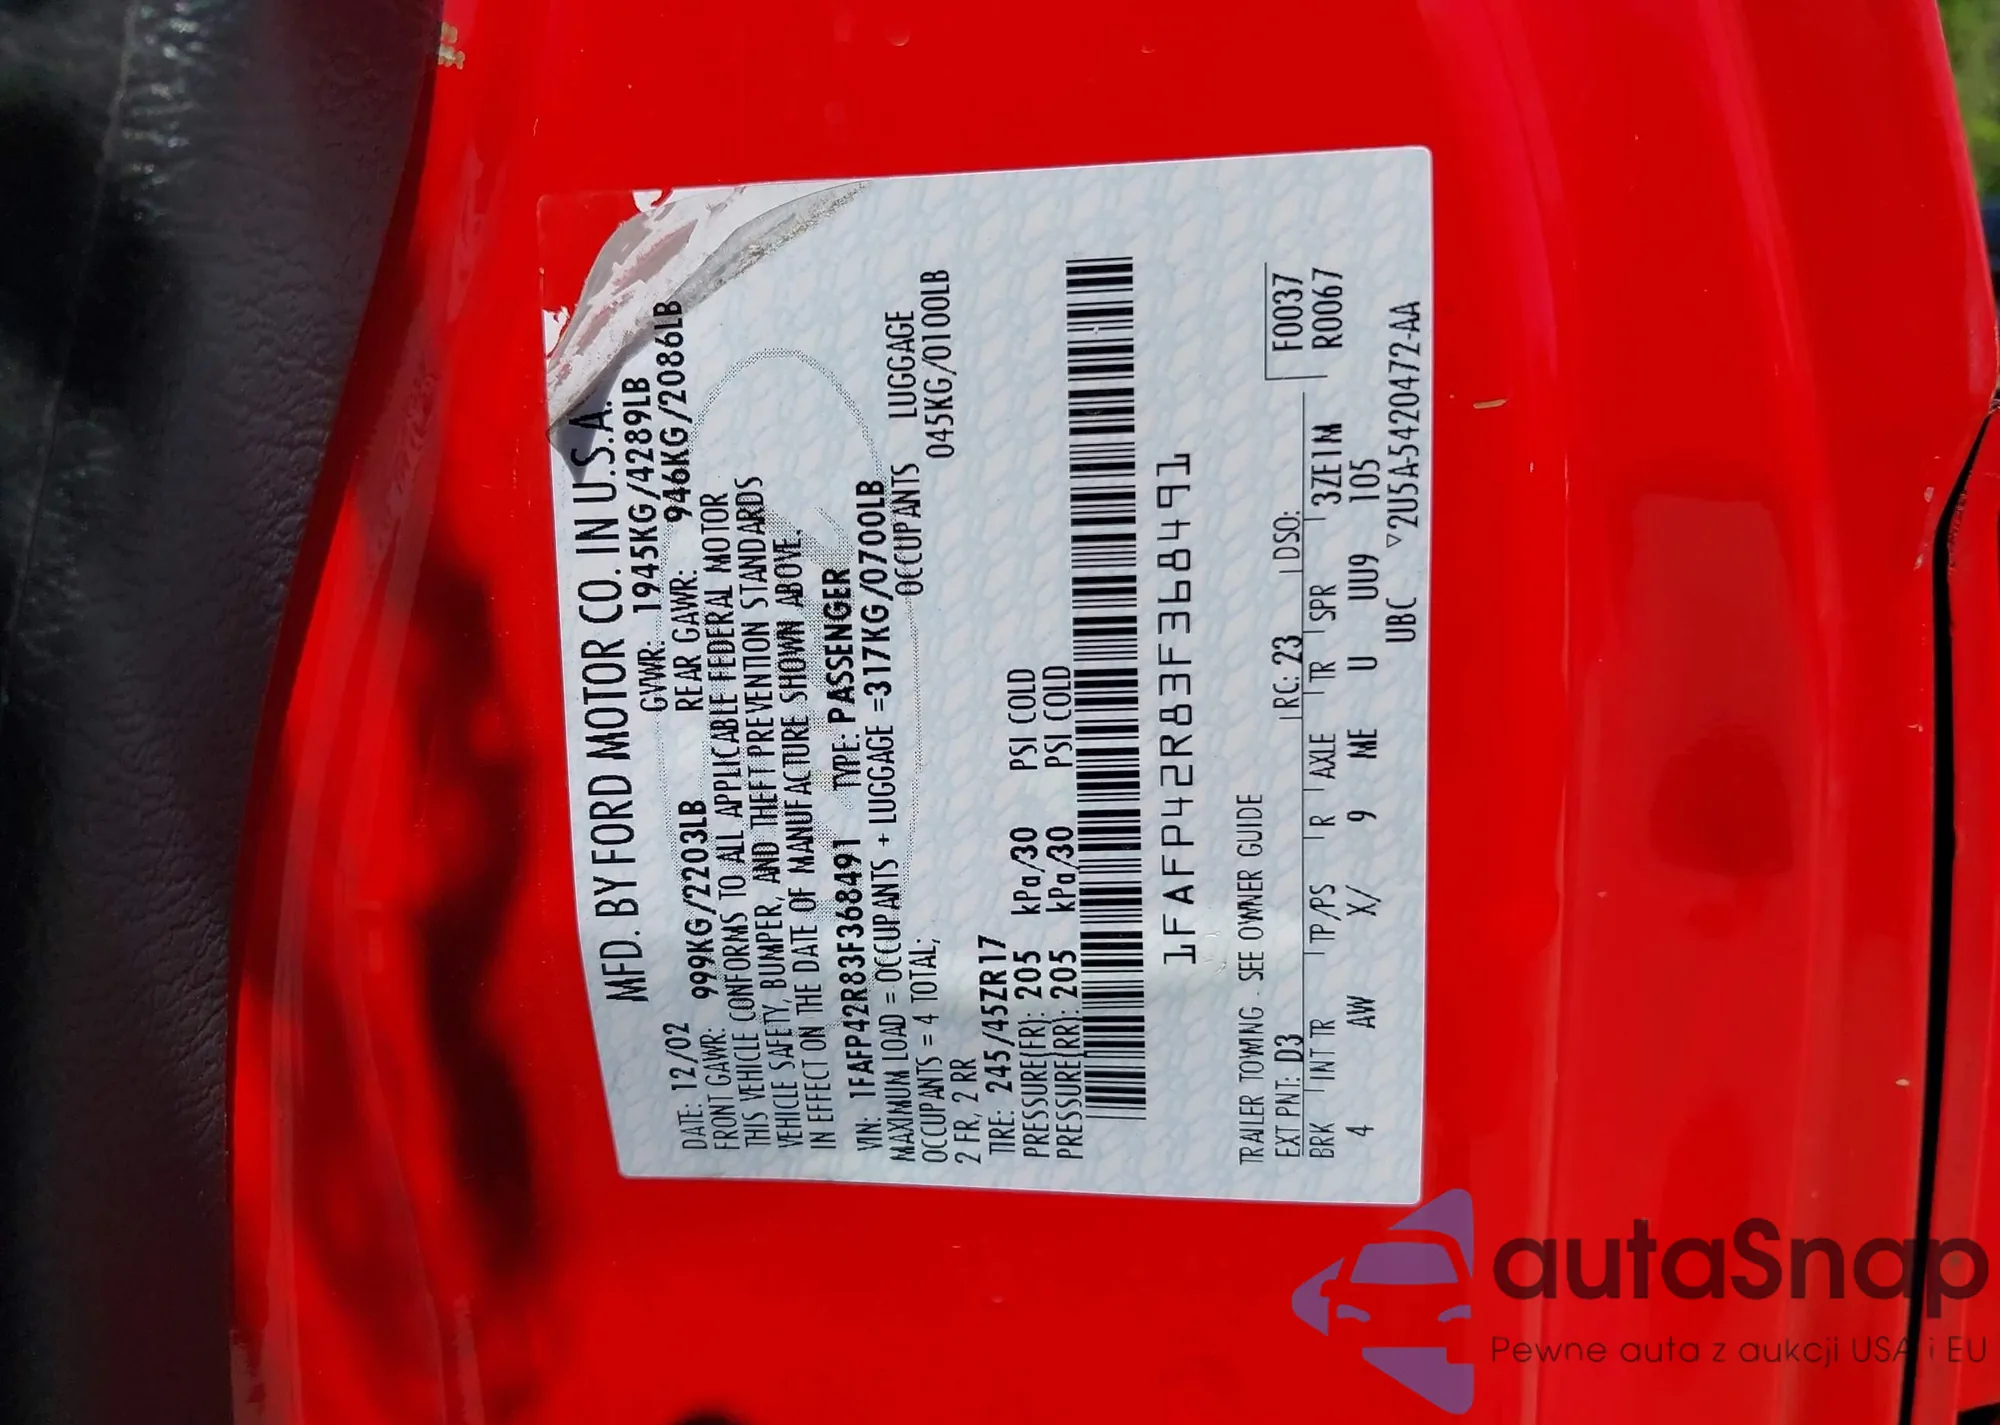 MFD. BY FORD MOTOR CO. IN U.S.A.
DATE: 12/02 GVWR: 1945KG/4289LB
FRONT GAWR: 999KG/2203LB REAR GAWR: 946KG/2086LB
THIS VEHICLE CONFORMS TO ALL APPLICABLE FEDERAL MOTOR
VEHICLE SAFETY, BUMPER, AND THEFT PREVENTION STANDARDS
IN EFFECT ON THE DATE OF MANUFACTURE SHOWN ABOVE.
VIN: 1FAFP42R83F368491 TYPE: PASSENGER
MAXIMUM LOAD = OCCUPANTS + LUGGAGE =317KG/0700LB
OCCUPANTS = 4 TOTAL; OCCUPANTS LUGGAGE
2 FR, 2 RR 045KG/0100LB
TIRE: 245/45ZR17
PRESSURE(FR): 205 kPa/30 PSI COLD
PRESSURE(RR): 205 kPa/30 PSI COLD
1FAFP42R83F368491
TRAILER TOWING - SEE OWNER GUIDE
EXT PNT: D3 RC: 23 DSO: F0037
BRK INT TR TP/PS R AXLE TR SPR 3ZE1M R0067
4 AW X/ 9 ME U UU9 105
UBC ▽2U5A-5420472-AA
autaSnap
Pewne auta z aukcji USA i EU